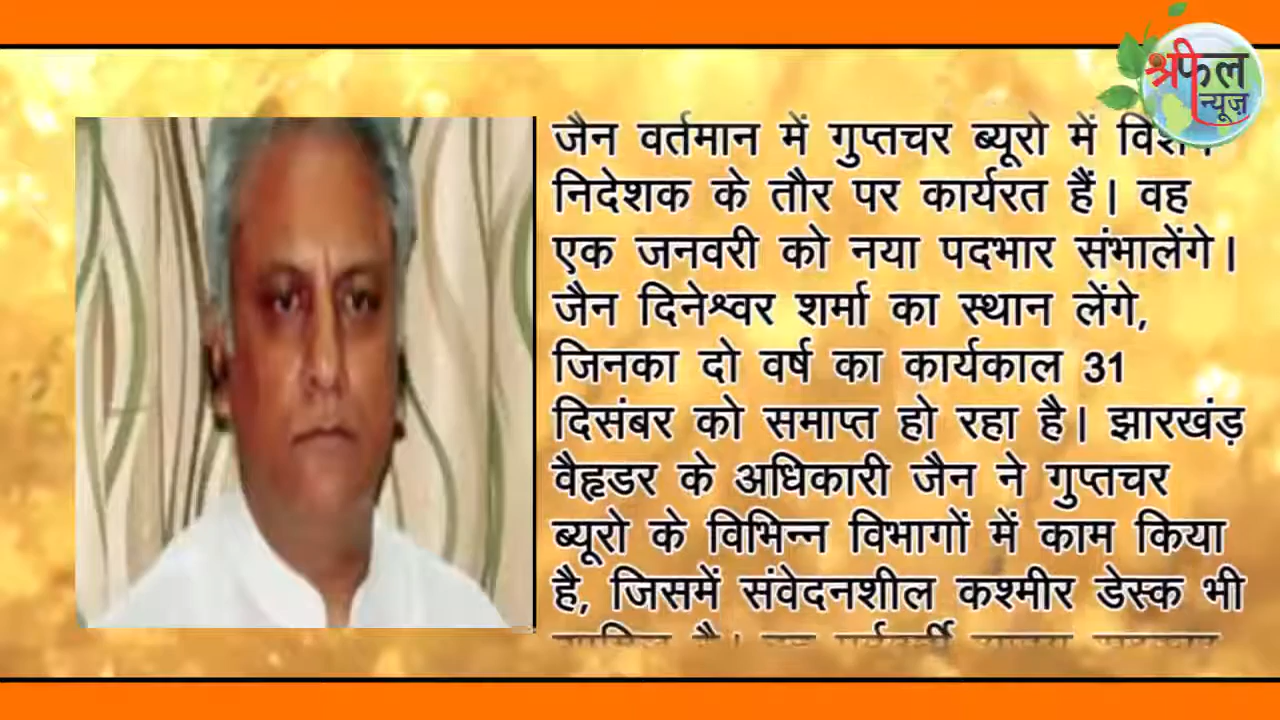 श्रीफल
न्यूज़
जैन वर्तमान में गुप्तचर ब्यूरो में
निदेशक के तौर पर कार्यरत हैं। वह
एक जनवरी को नया पदभार संभालेंगे।
जैन दिनेश्वर शर्मा का स्थान लेंगे,
जिनका दो वर्ष का कार्यकाल 31
दिसंबर को समाप्त हो रहा है। झारखंड़
वैहृडर के अधिकारी जैन ने गुप्तचर
ब्यूरो के विभिन्न विभागों में काम किया
है, जिसमें संवेदनशील कश्मीर डेस्क भी